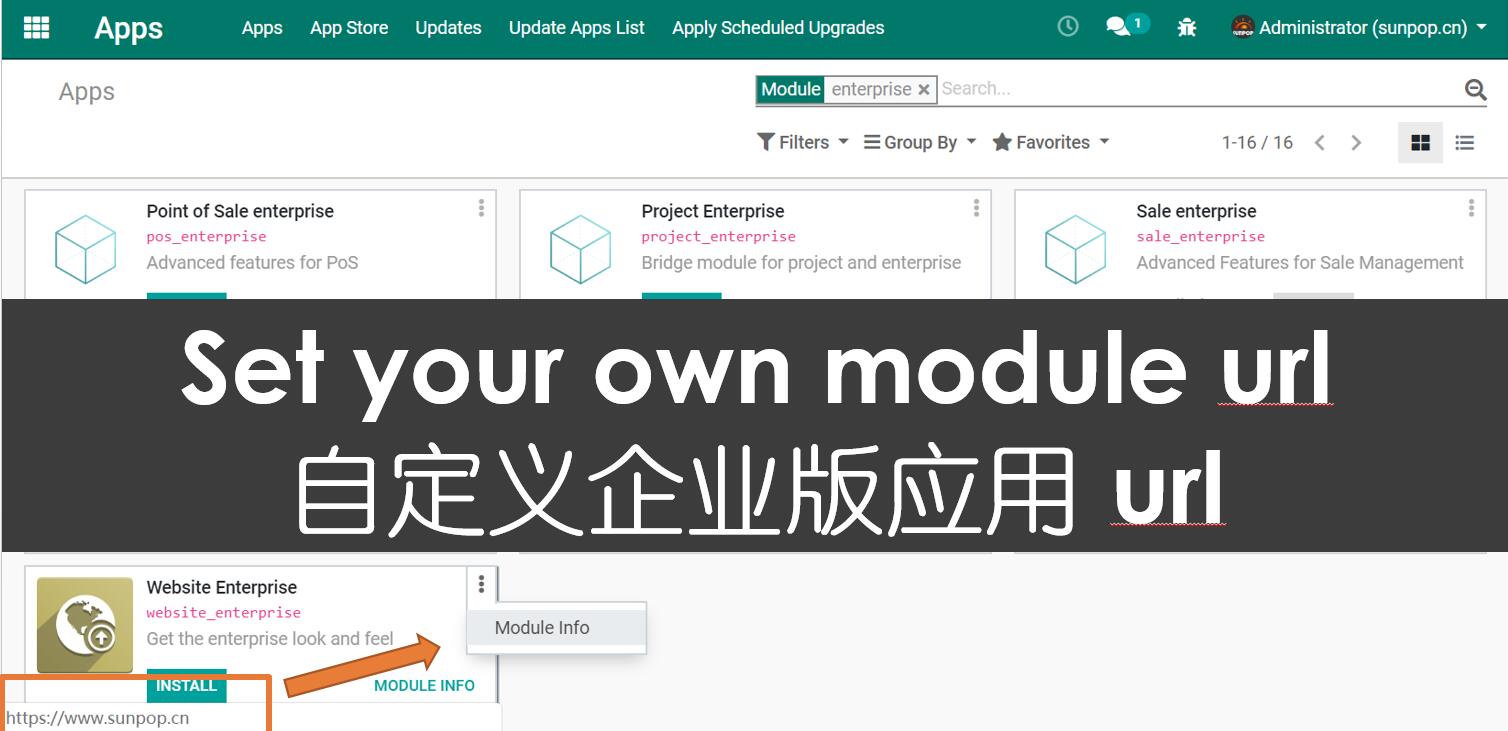 Apps Apps App Store Updates Update Apps List Apply Scheduled Upgrades 1 Administrator (sunpop.cn)
Apps Module enterprise × Search...
Filters Group By Favorites 1-16 / 16
Point of Sale enterprise
pos_enterprise
Advanced features for PoS
Project Enterprise
project_enterprise
Bridge module for project and enterprise
Sale enterprise
sale_enterprise
Advanced Features for Sale Management
Set your own module url
自定义企业版应用 url
Website Enterprise
website_enterprise
Get the enterprise look and feel
Module Info
INSTALL MODULE INFO
https://www.sunpop.cn